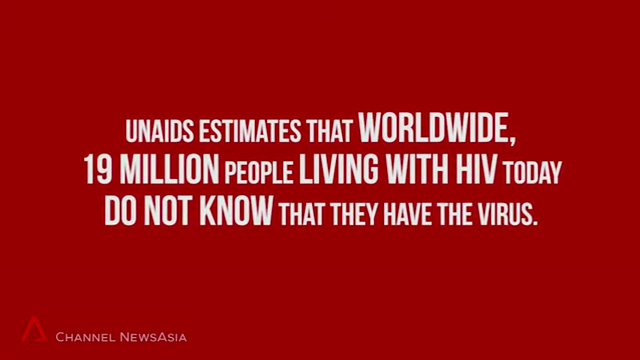 UNAIDS ESTIMATES THAT WORLDWIDE,
19 MILLION PEOPLE LIVING WITH HIV TODAY
DO NOT KNOW THAT THEY HAVE THE VIRUS.
CHANNEL NEWSASIA